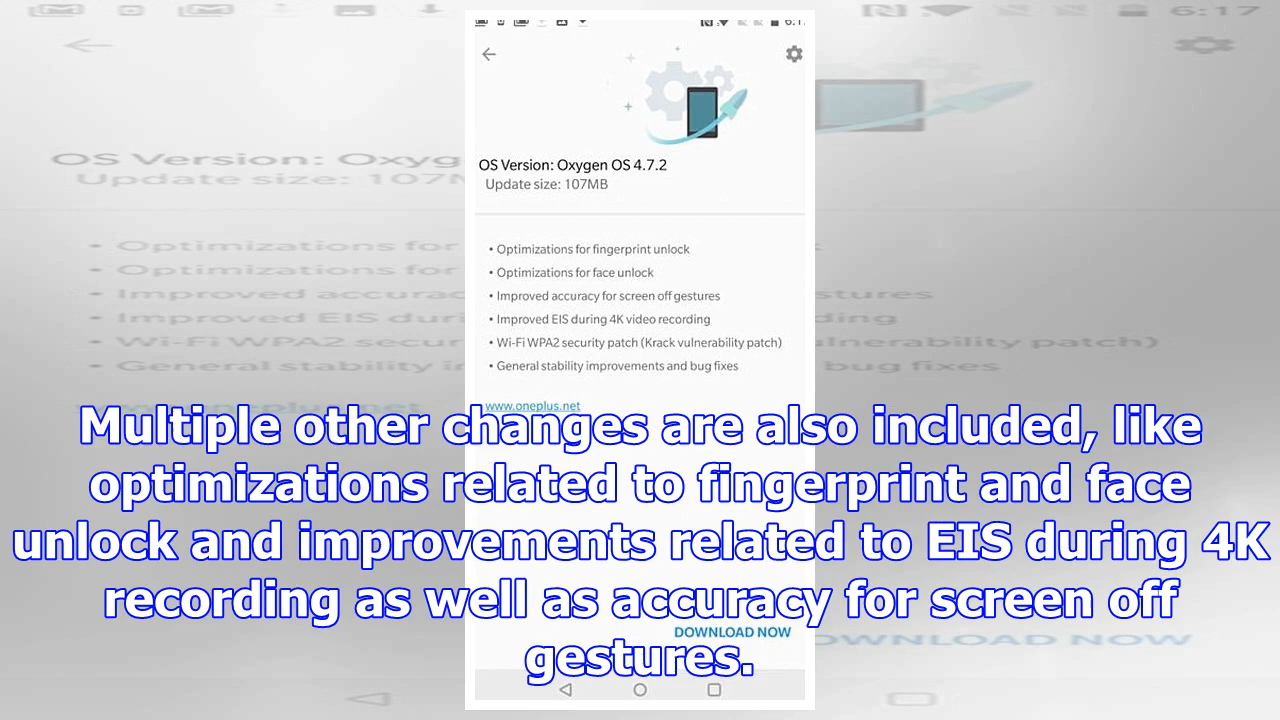 6:17
OS Version: Oxygen OS 4.7.2
Update size: 107MB
• Optimizations for fingerprint unlock
• Optimizations for face unlock
• Improved accuracy for screen off gestures
• Improved EIS during 4K video recording
• Wi-Fi WPA2 security patch (Krack vulnerability patch)
• General stability improvements and bug fixes
www.oneplus.net
Multiple other changes are also included, like
optimizations related to fingerprint and face
unlock and improvements related to EIS during 4K
recording as well as accuracy for screen off
DOWNLOAD NOW
gestures.